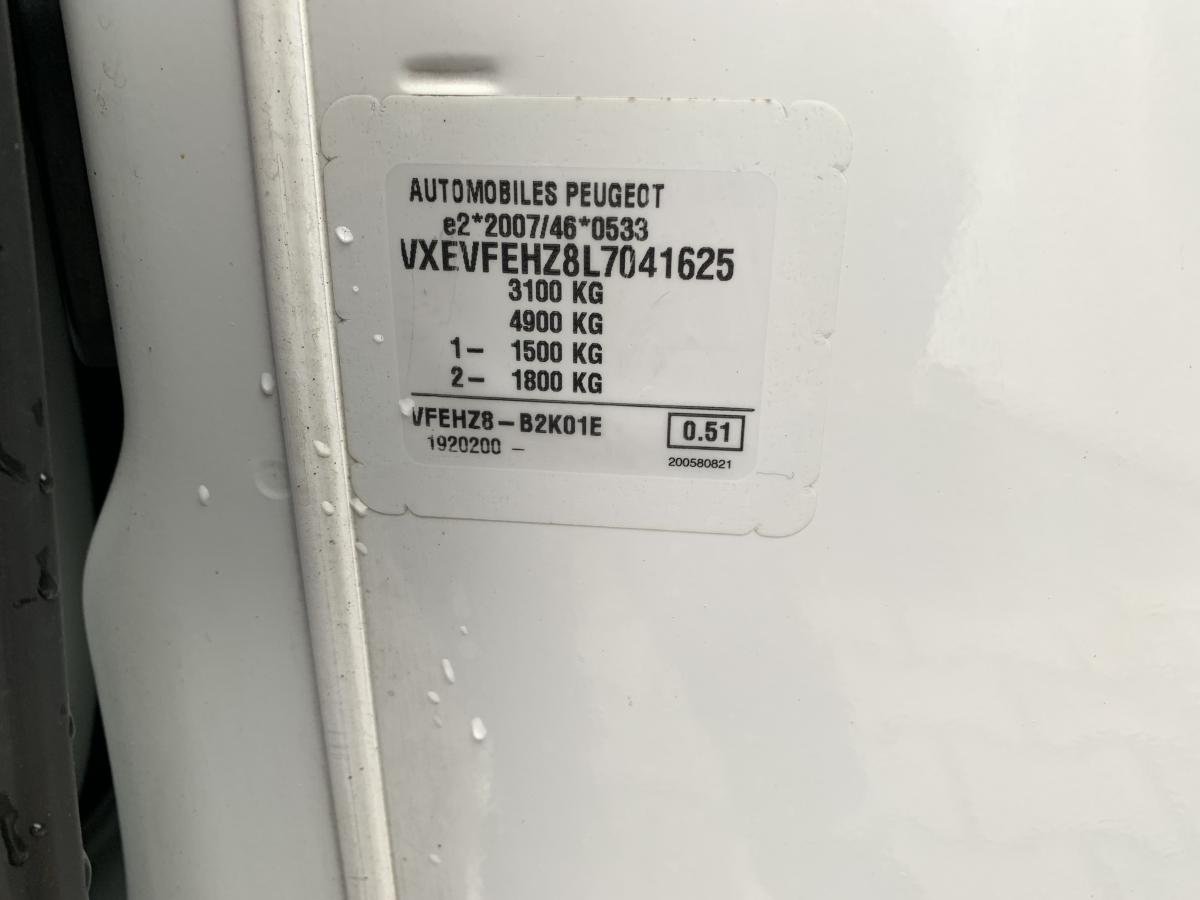 AUTOMOBILES PEUGEOT
e2*2007/46*0533
VXEVFEHZ8L7041625
3100 KG
4900 KG
1- 1500 KG
2- 1800 KG
VFEHZ8-B2K01E 0.51
1920200 - 200580821